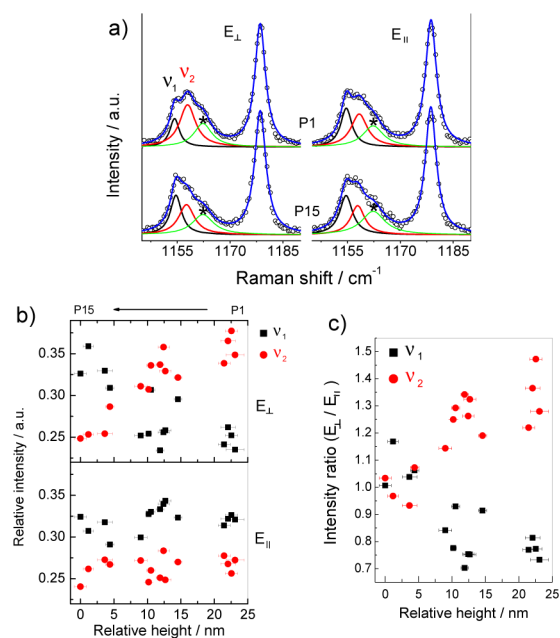 a)
E⊥
E||
ν1
ν2
*
*
P1
*
P15
*
Intensity / a.u.
1155 1170 1185 1155 1170 1185
Raman shift / cm-1
b)
P15 P1
ν1
ν2
0.35
0.30
0.25
E⊥
Relative intensity / a.u.
0.35
0.30
0.25
E||
0 5 10 15 20 25
Relative height / nm
c)
ν1
ν2
1.5
1.4
1.3
1.2
1.1
1.0
0.9
0.8
0.7
Intensity ratio (E⊥ / E||)
0 5 10 15 20 25
Relative height / nm